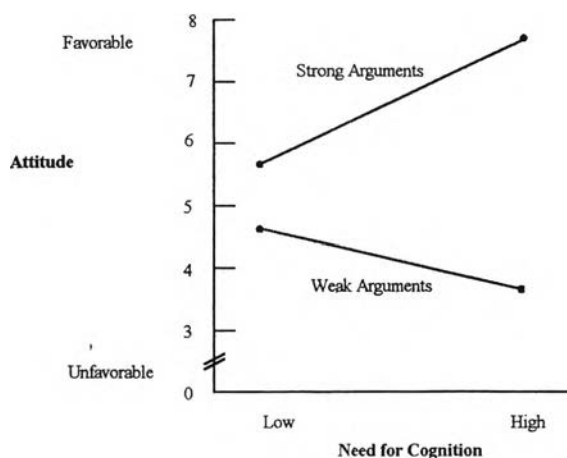 8
Favorable
7
Strong Arguments
6
Attitude
5
4
Weak Arguments
3
Unfavorable
0
Low
High
Need for Cognition